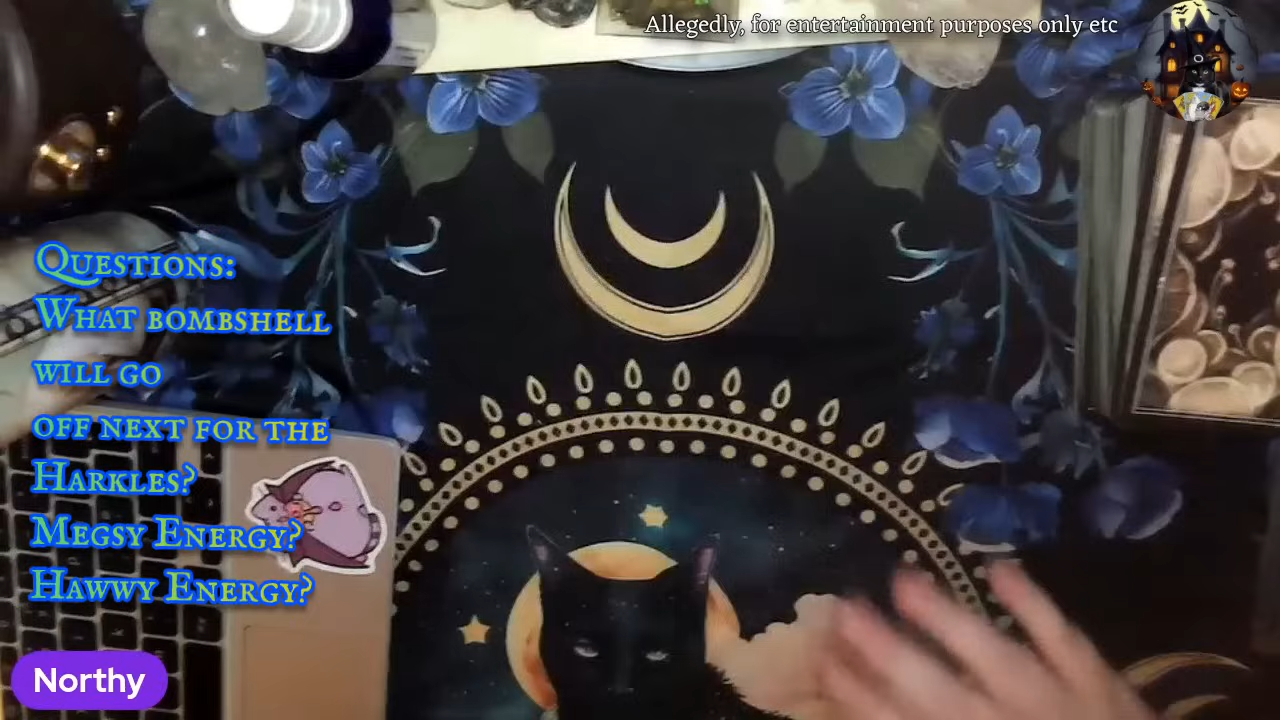 Allegedly, for entertainment purposes only etc
Questions:
What bombshell
will go
off next for the
Harkles?
Megsy Energy?
Hawwy Energy?
Northy